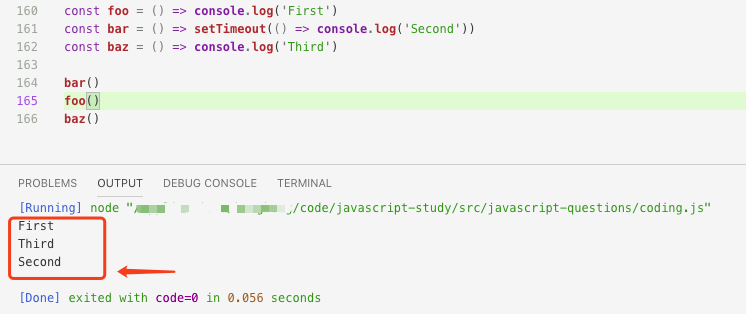 160 const foo = () => console.log('First')
161 const bar = () => setTimeout(() => console.log('Second'))
162 const baz = () => console.log('Third')
163
164 bar()
165 foo()
166 baz()
PROBLEMS OUTPUT DEBUG CONSOLE TERMINAL
[Running] node "/ /code/javascript-study/src/javascript-questions/coding.js"
First
Third
Second
[Done] exited with code=0 in 0.056 seconds